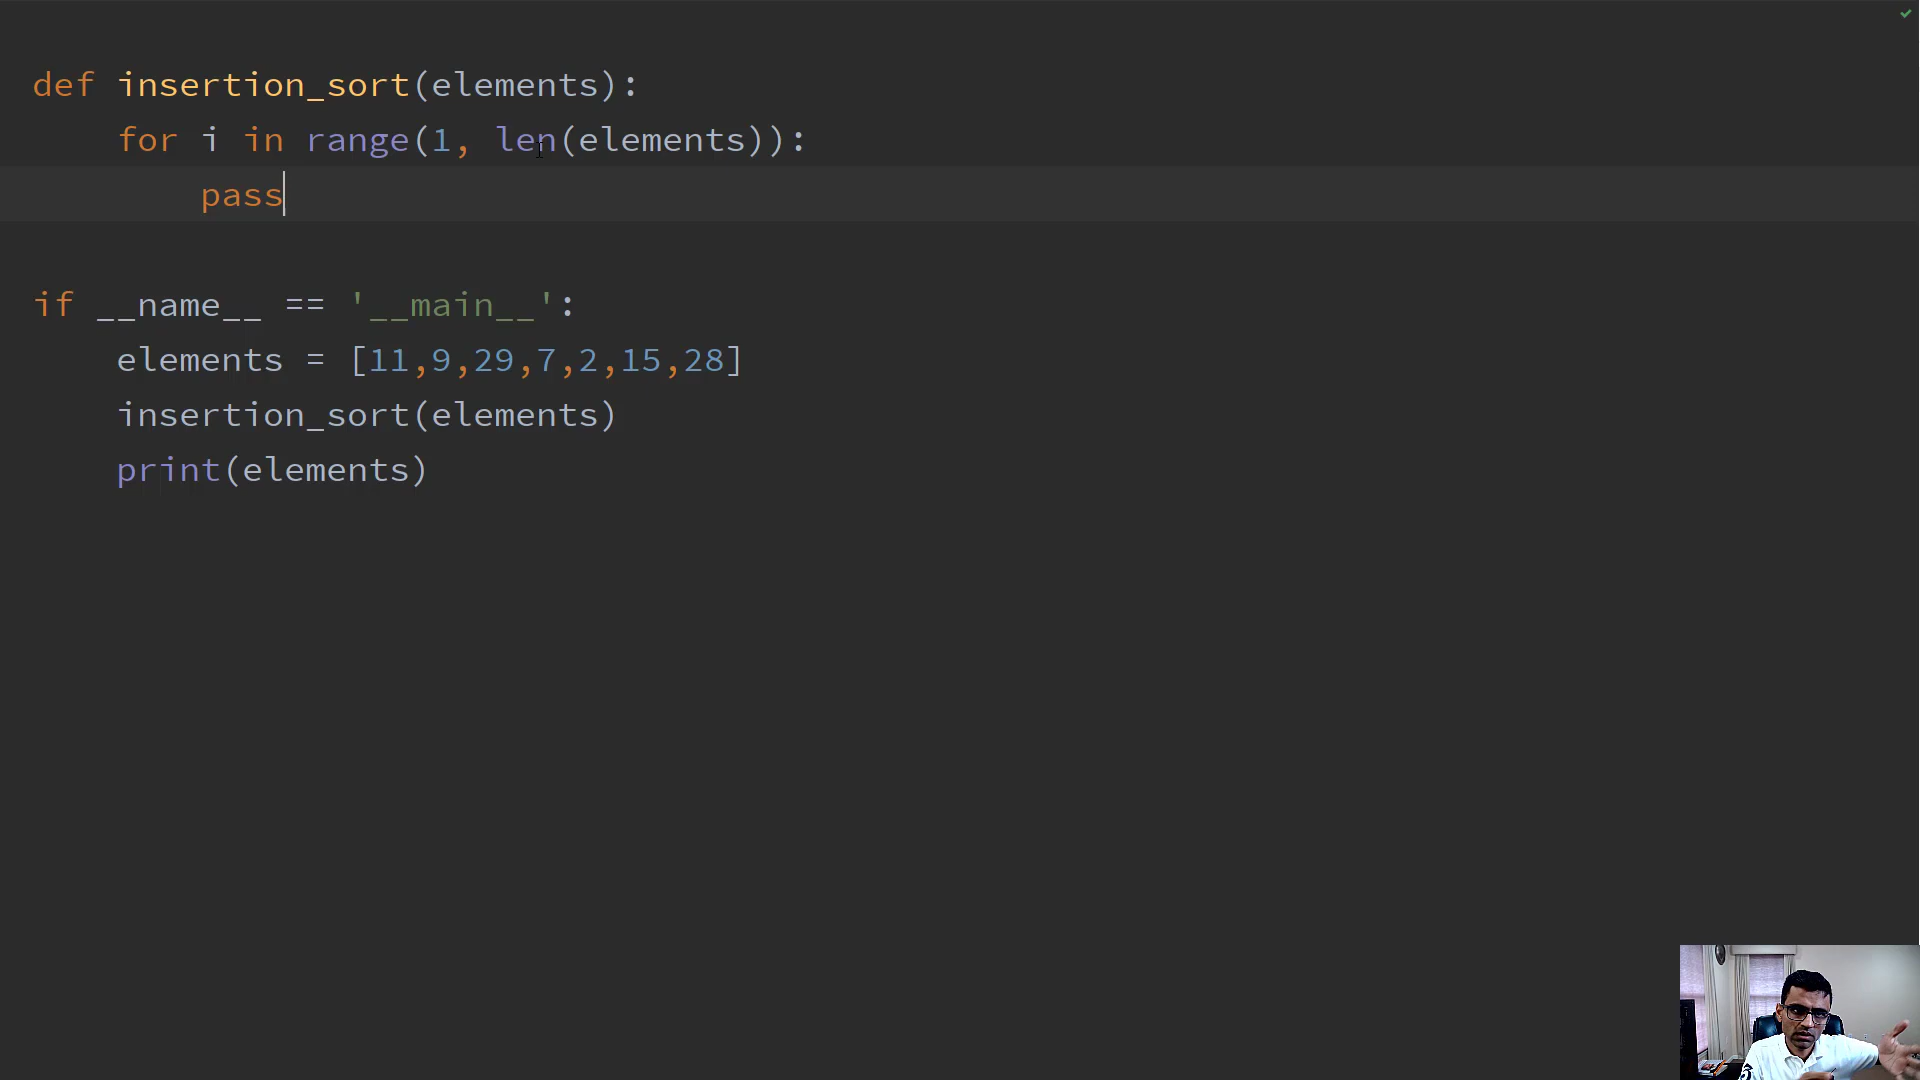 def insertion_sort(elements):
    for i in range(1, len(elements)):
        pass
if __name__ == '__main__':
    elements = [11,9,29,7,2,15,28]
    insertion_sort(elements)
    print(elements)